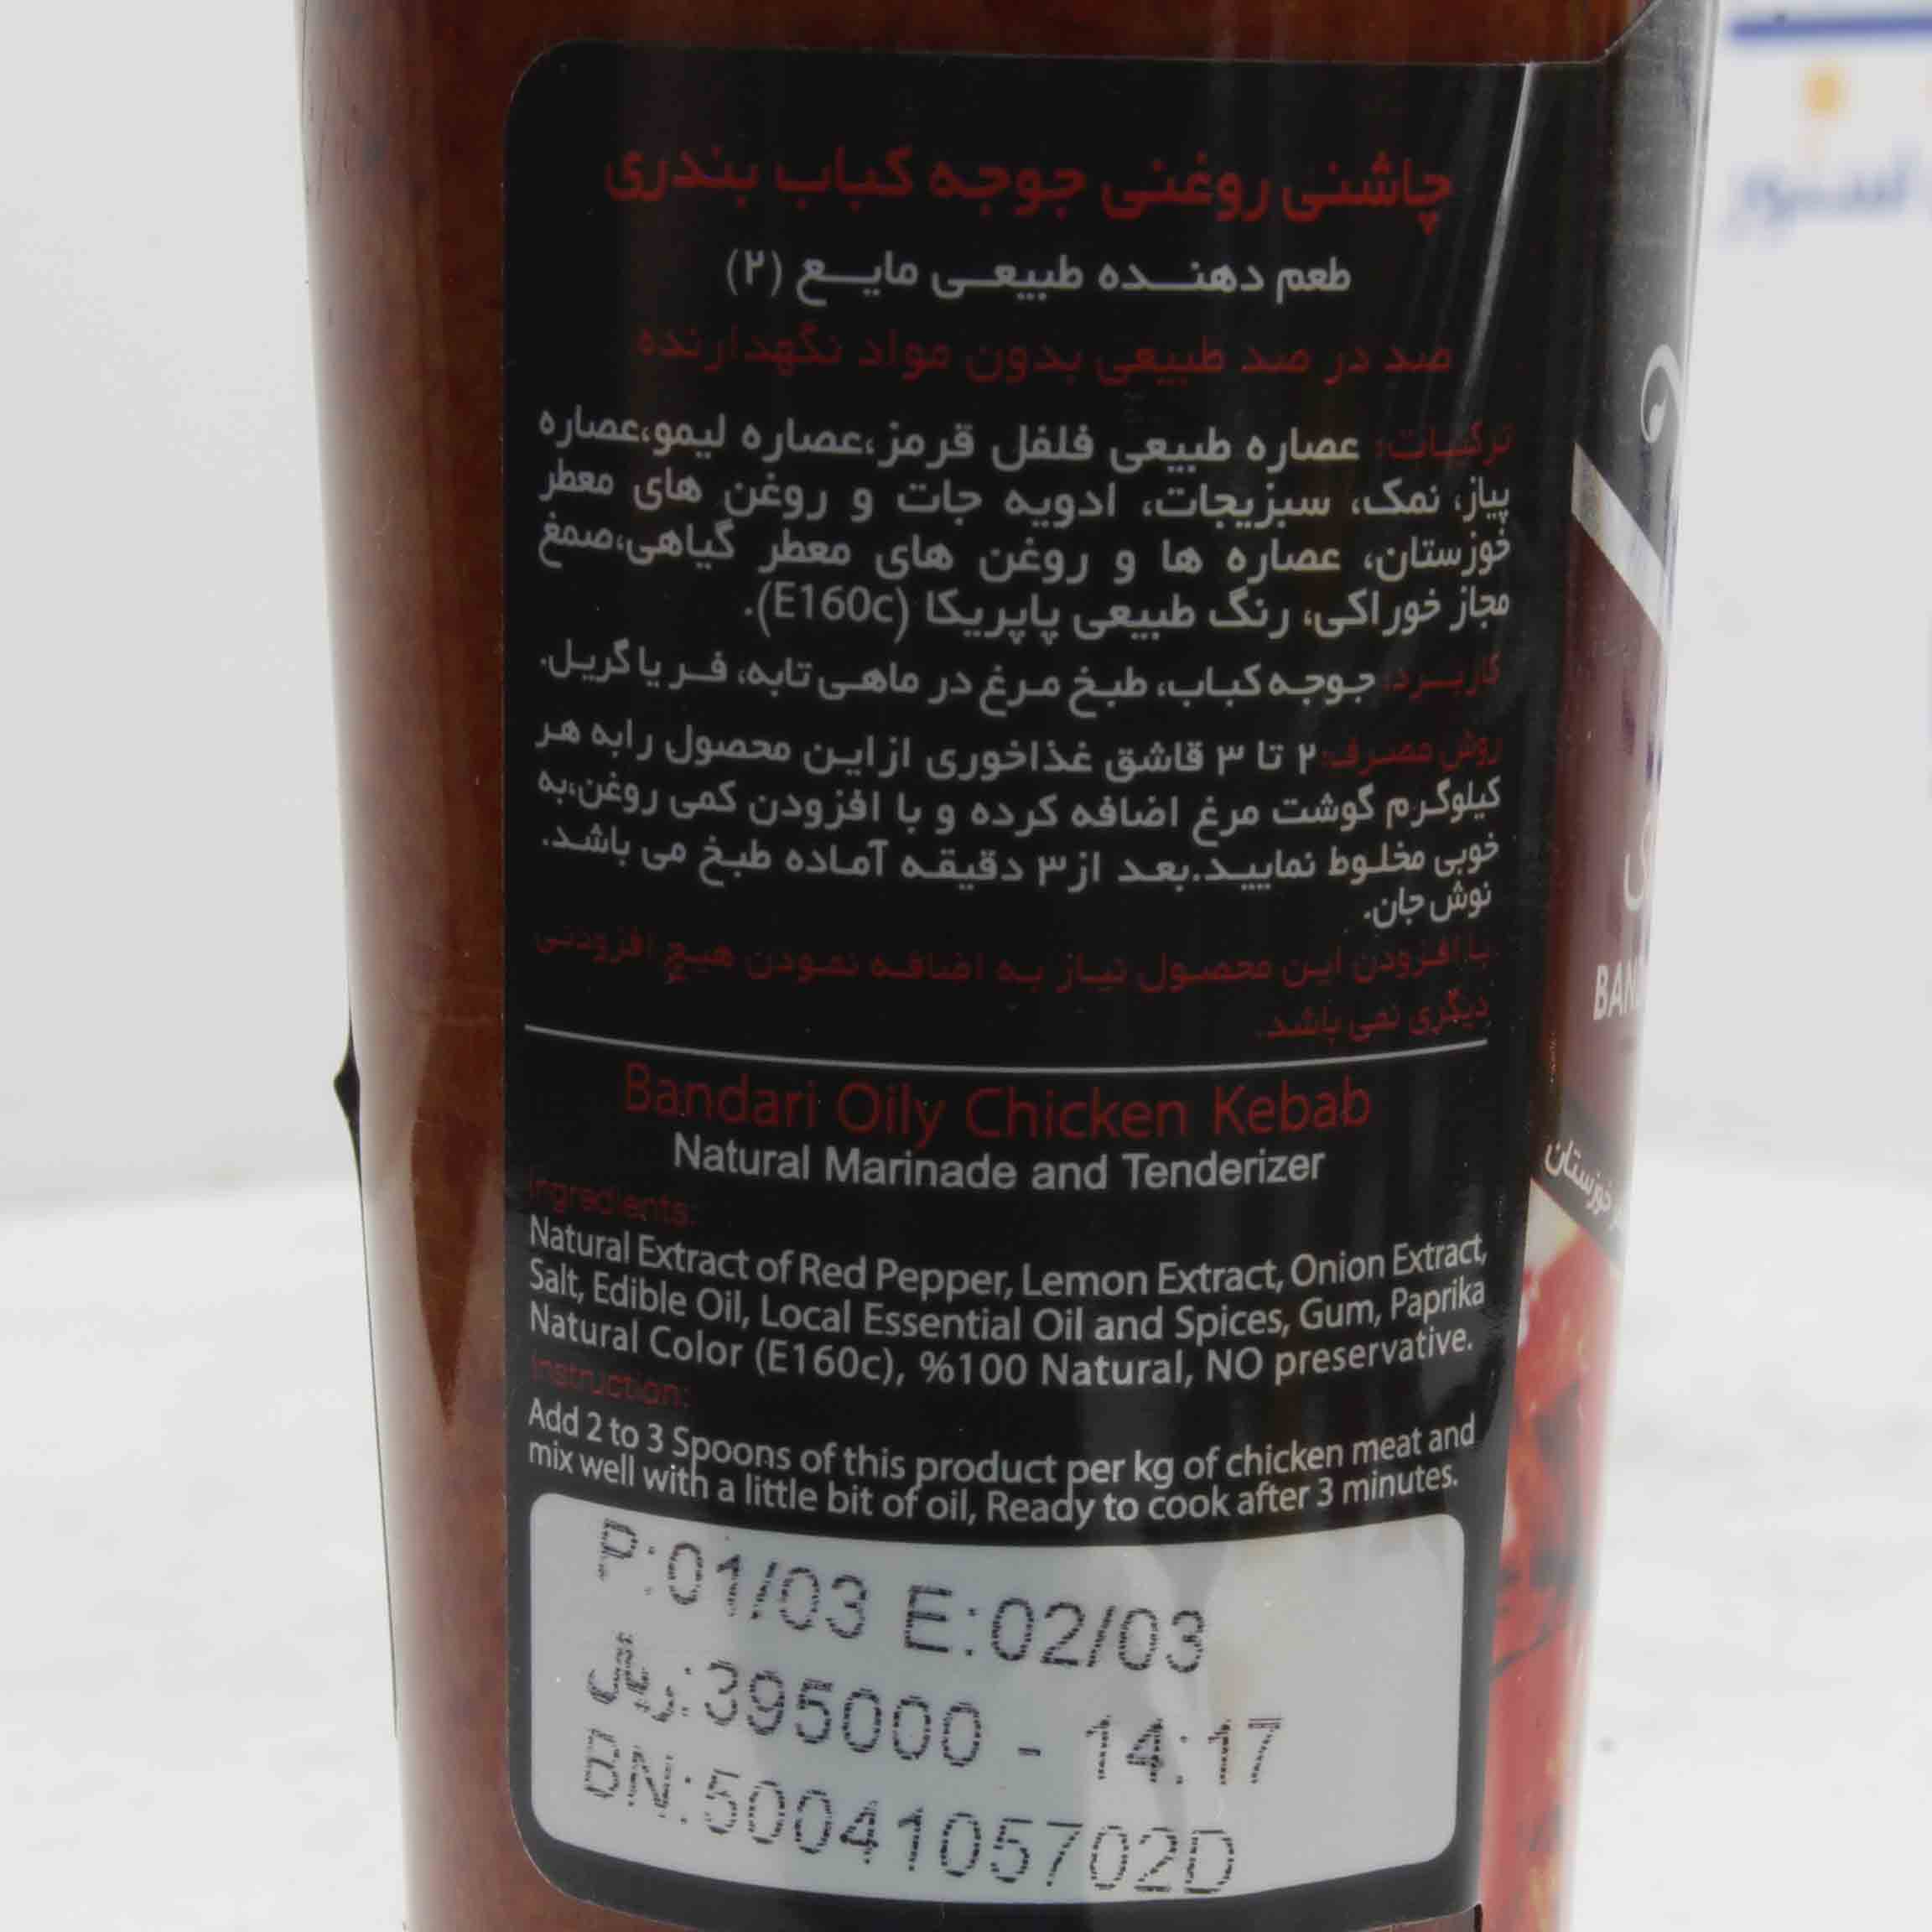 چاشنی روغنی جوجه کباب بندری
طعم دهنده طبیعی مایع (۲)
صد در صد طبیعی بدون مواد نگهدارنده
ترکیبات: عصاره طبیعی فلفل قرمز،عصاره لیمو،عصاره
پیاز، نمک، سبزیجات، ادویه جات و روغن های معطر
خوزستان، عصاره ها و روغن های معطر گیاهی،صمغ
مجاز خوراکی، رنگ طبیعی پاپریکا (E160c).
کاربرد: جوجه کباب، طبخ مرغ در ماهی تابه، فر یا گریل.
روش مصرف: ۲ تا ۳ قاشق غذاخوری از این محصول را به هر
کیلوگرم گوشت مرغ اضافه کرده و با افزودن کمی روغن،به
خوبی مخلوط نمایید.بعد از ۳ دقیقه آماده طبخ می باشد.
نوش جان.
با افزودن این محصول نیاز به اضافه نمودن هیچ افزودنی
دیگری نمی باشد.
Bandari Oily Chicken Kebab
Natural Marinade and Tenderizer
Ingredients:
Natural Extract of Red Pepper, Lemon Extract, Onion Extract,
Salt, Edible Oil, Local Essential Oil and Spices, Gum, Paprika
Natural Color (E160c), %100 Natural, NO preservative.
Instruction:
Add 2 to 3 Spoons of this product per kg of chicken meat and
mix well with a little bit of oil, Ready to cook after 3 minutes.
P:01/03 E:02/03
ریال:395000 - 14:17
BN:5004105702D
خوزستان